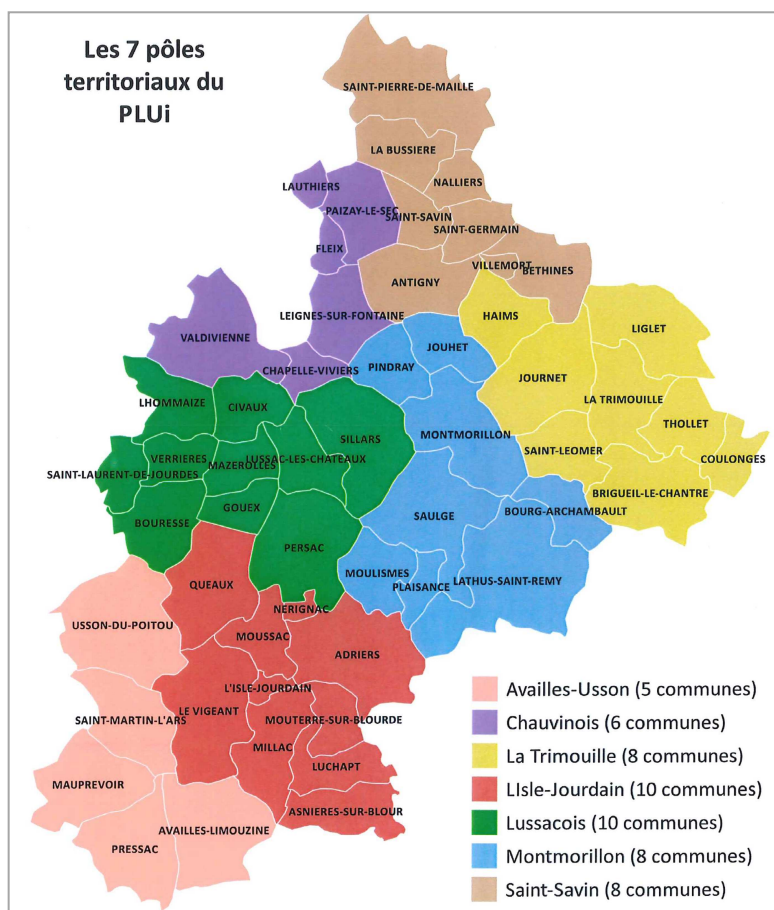 Les 7 pôles
territoriaux du
PLUi
SAINT-PIERRE-DE-MAILLE
LA BUSSIERE
NALLIERS
LAUTHIERS
PAIZAY-LE-SEC
SAINT-SAVIN
SAINT-GERMAIN
FLEIX
VILLEMORT
BETHINES
ANTIGNY
LEIGNES-SUR-FONTAINE
HAIMS
LIGLET
VALDIVIENNE
JOUHET
CHAPELLE-VIVIERS
PINDRAY
JOURNET
LA TRIMOUILLE
LHOMMAIZE
CIVAUX
THOLLET
SILLARS
MONTMORILLON
SAINT-LEOMER
COULONGES
VERRIERES
LUSSAC-LES-CHATEAUX
MAZEROLLES
SAINT-LAURENT-DE-JOURDES
BRIGUEIL-LE-CHANTRE
GOUEX
BOURG-ARCHAMBAULT
BOURESSE
SAULGE
PERSAC
MOULISMES
LATHUS-SAINT-REMY
QUEAUX
PLAISANCE
NERIGNAC
USSON-DU-POITOU
MOUSSAC
ADRIERS
L'ISLE-JOURDAIN
LE VIGEANT
SAINT-MARTIN-L'ARS
MOUTERRE-SUR-BLOURDE
MILLAC
LUCHAPT
MAUPREVOIR
ASNIERES-SUR-BLOUR
AVAILLES-LIMOUZINE
PRESSAC
Availles-Usson (5 communes)
Chauvinois (6 communes)
La Trimouille (8 communes)
LIsle-Jourdain (10 communes)
Lussacois (10 communes)
Montmorillon (8 communes)
Saint-Savin (8 communes)